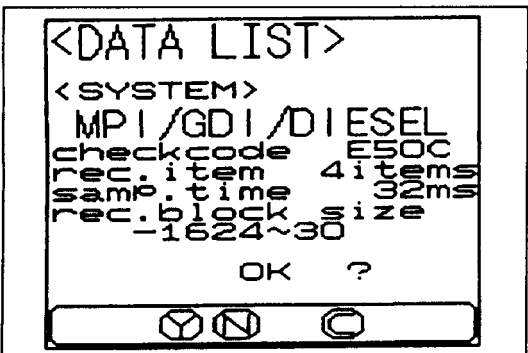 <DATA LIST>
<SYSTEM>
MPI/GDI/DIESEL
checkcode E50C
rec.item 4items
samp.time 32ms
rec.block size
-1624~30
OK ?
Y N C